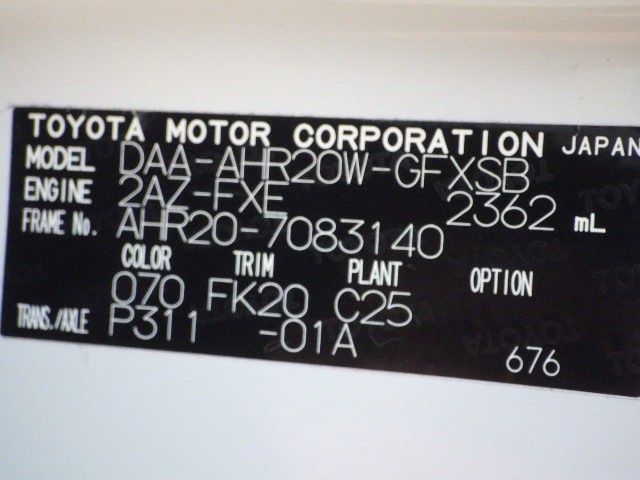 TOYOTA MOTOR CORPORATION JAPAN
MODEL DAA-AHR20W-GFXSB
ENGINE 2AZ-FXE 2362 mL
FRAME No. AHR20-7083140
COLOR TRIM PLANT OPTION
070 FK20 C25
TRANS./AXLE P311 -01A
676